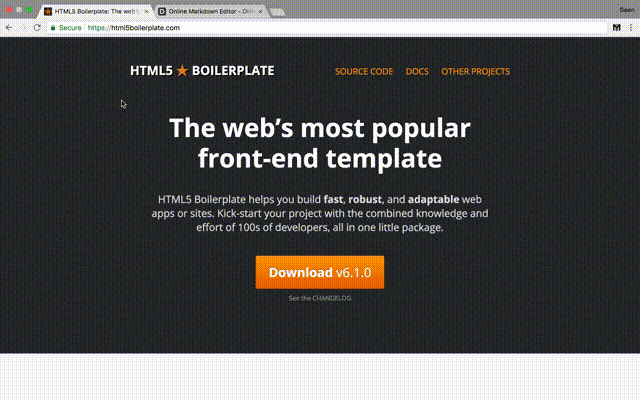 HTML5 Boilerplate: The web's
Online Markdown Editor - Dilli
Sean
Secure https://html5boilerplate.com
HTML5 ★ BOILERPLATE
SOURCE CODE DOCS OTHER PROJECTS
The web's most popular
front-end template
HTML5 Boilerplate helps you build fast, robust, and adaptable web
apps or sites. Kick-start your project with the combined knowledge and
effort of 100s of developers, all in one little package.
Download v6.1.0
See the CHANGELOG